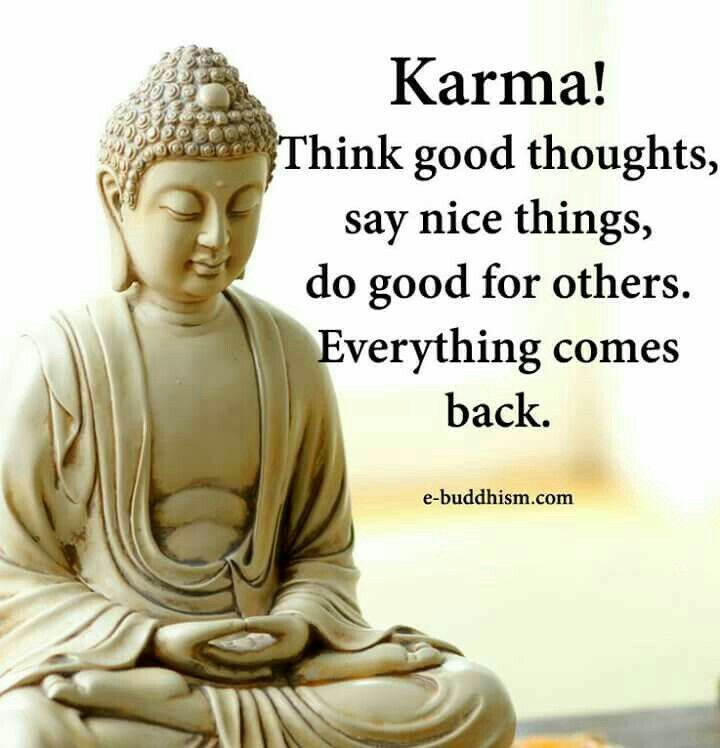 Karma!
Think good thoughts,
say nice things,
do good for others.
Everything comes
back.
e-buddhism.com